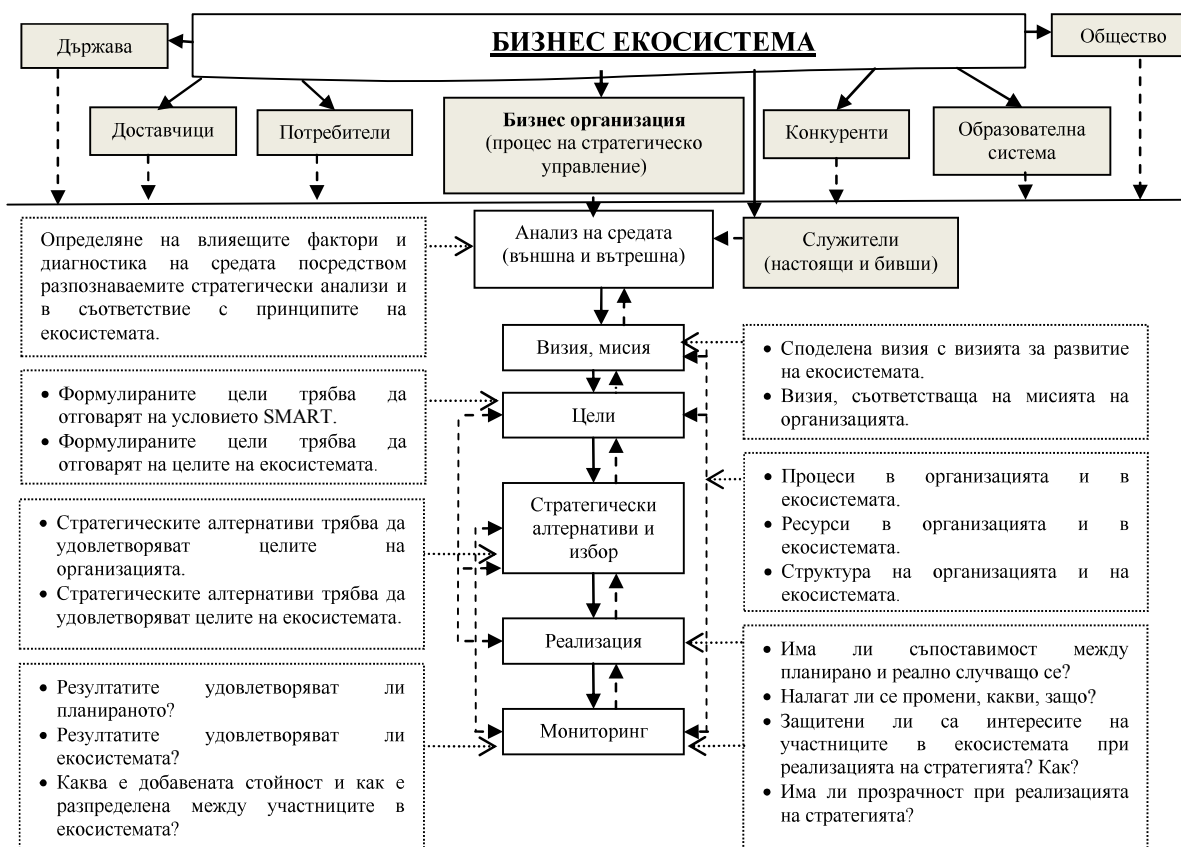 Държава
БИЗНЕС ЕКОСИСТЕМА
Общество
Доставчици
Потребители
Бизнес организация
(процес на стратегическо
управление)
Конкуренти
Образователна
система
Определяне на влияещите фактори и
диагностика на средата посредством
разпознаваемите стратегически анализи и
в съответствие с принципите на
екосистемата.
Анализ на средата
(външна и вътрешна)
Служители
(настоящи и бивши)
Визия, мисия
• Споделена визия с визията за развитие
на екосистемата.
• Визия, съответстваща на мисията на
организацията.
• Формулираните цели трябва да
отговарят на условието SMART.
• Формулираните цели трябва да
отговарят на целите на екосистемата.
Цели
• Процеси в организацията и в
екосистемата.
• Ресурси в организацията и в
екосистемата.
• Структура на организацията и на
екосистемата.
• Стратегическите алтернативи трябва да
удовлетворяват целите на
организацията.
• Стратегическите алтернативи трябва да
удовлетворяват целите на екосистемата.
Стратегически
алтернативи и
избор
Реализация
• Има ли съпоставимост между
планирано и реално случващо се?
• Налагат ли се промени, какви, защо?
• Защитени ли са интересите на
участниците в екосистемата при
реализацията на стратегията? Как?
• Има ли прозрачност при реализацията
на стратегията?
• Резултатите удовлетворяват ли
планираното?
• Резултатите удовлетворяват ли
екосистемата?
• Каква е добавената стойност и как е
разпределена между участниците в
екосистемата?
Мониторинг